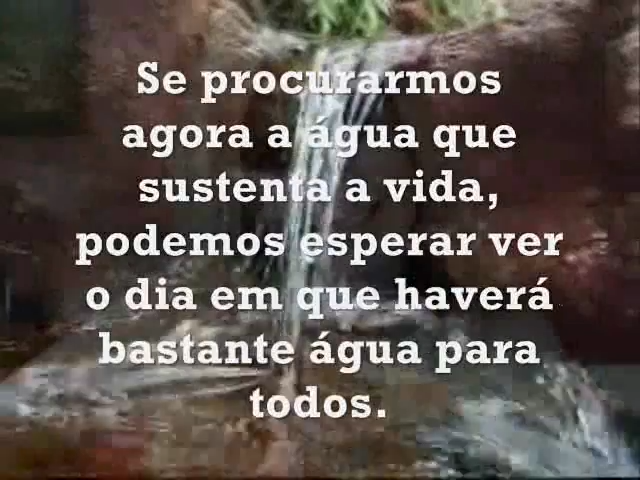 Se procurarmos
agora a água que
sustenta a vida,
podemos esperar ver
o dia em que haverá
bastante água para
todos.